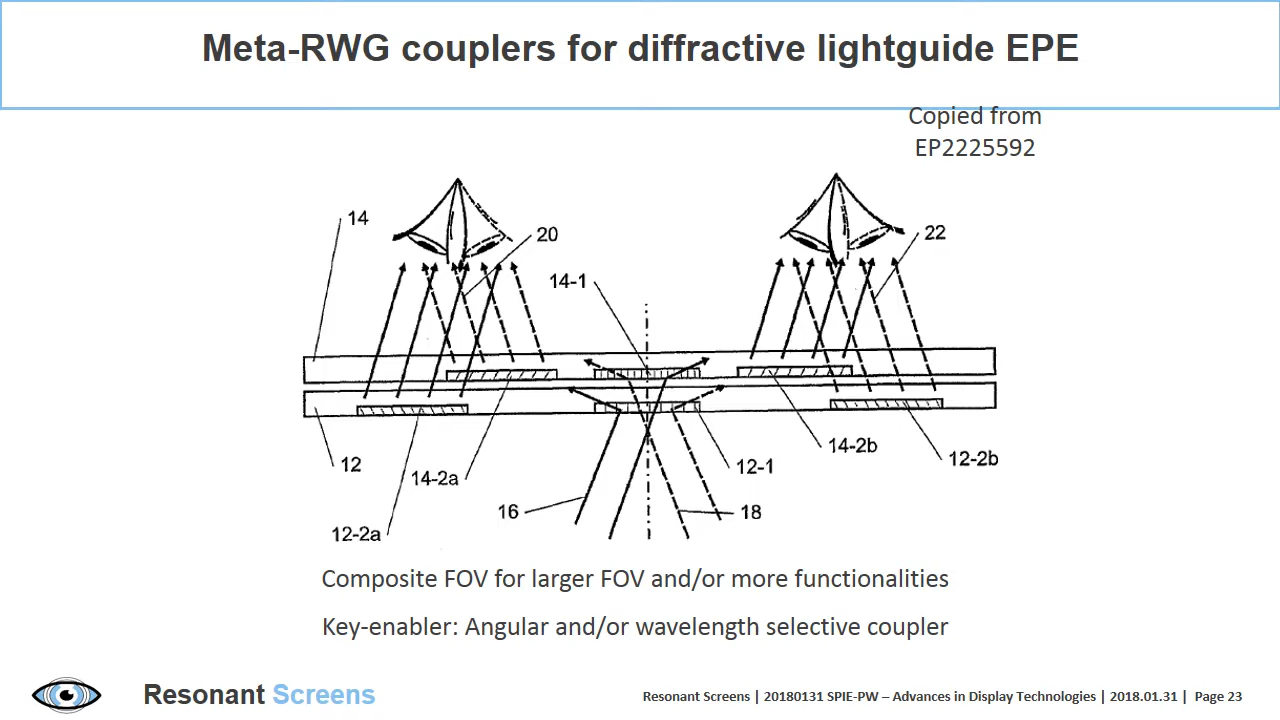 Meta-RWG couplers for diffractive lightguide EPE
Copied from
EP2225592
14
20
22
14-1
12
14-2a
12-2a
16
18
12-1
14-2b
12-2b
Composite FOV for larger FOV and/or more functionalities
Key-enabler: Angular and/or wavelength selective coupler
Resonant Screens
Resonant Screens | 20180131 SPIE-PW – Advances in Display Technologies | 2018.01.31 | Page 23